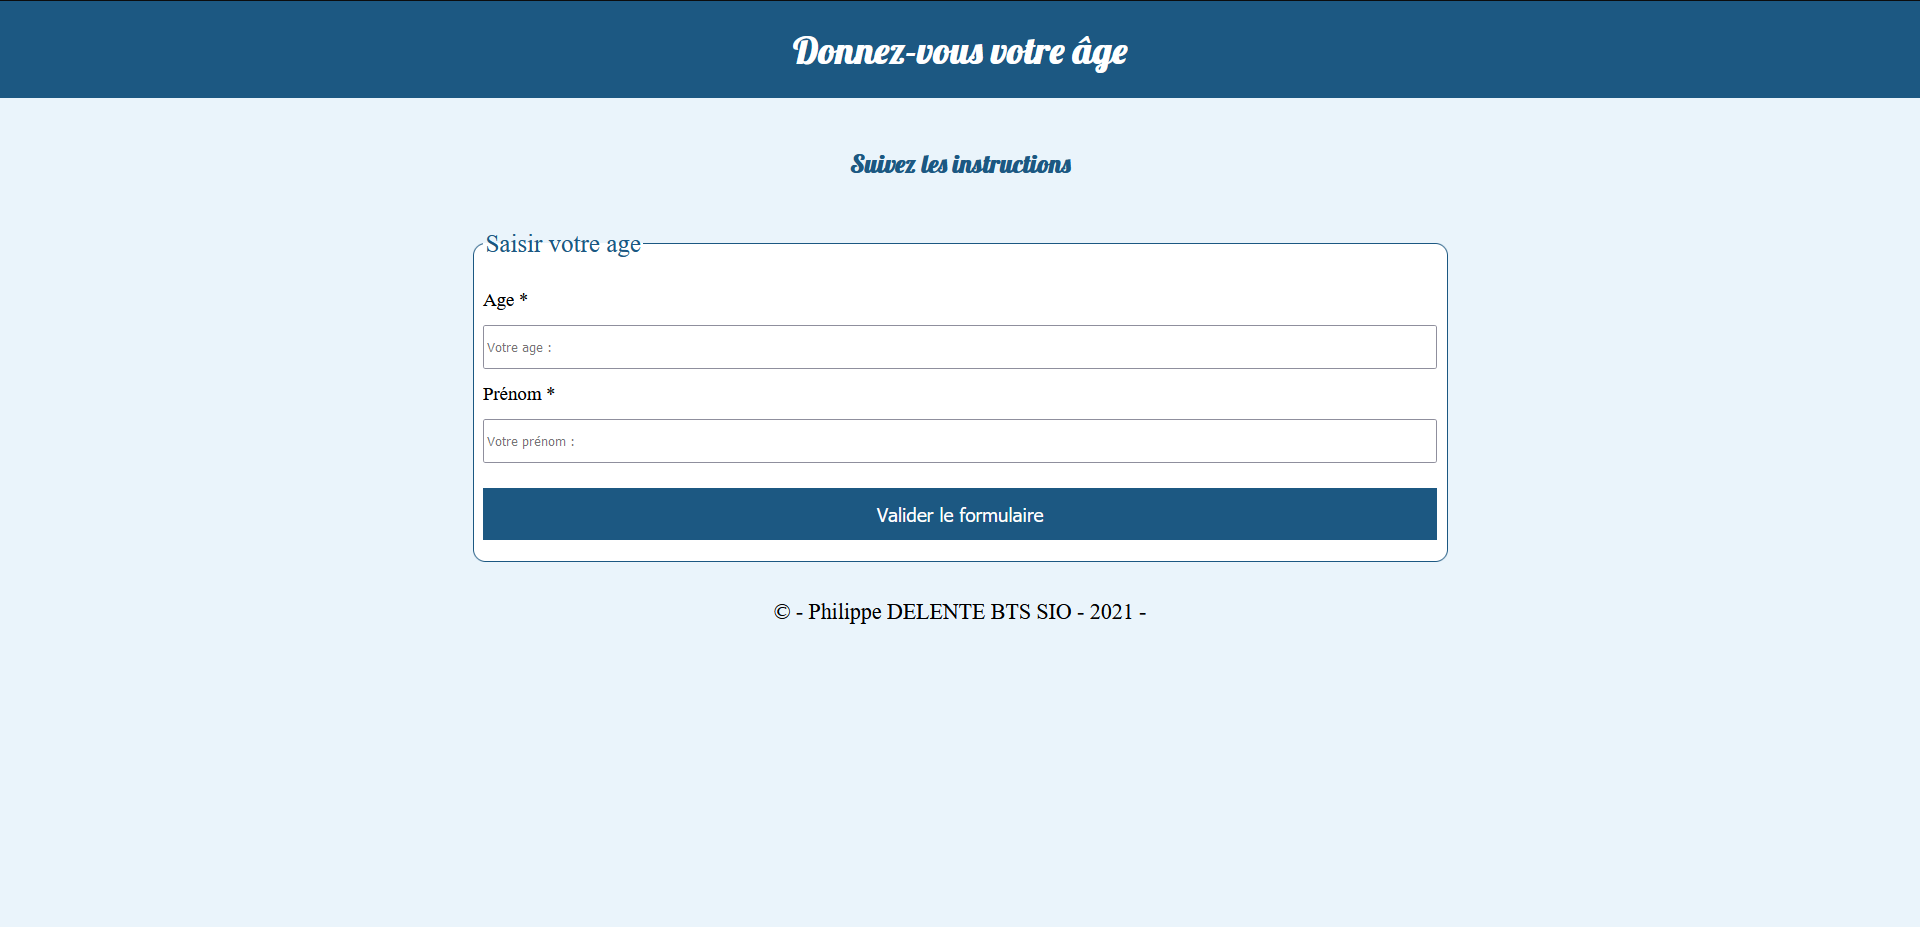 Donnez-vous votre âge
Suivez les instructions
Saisir votre age
Age *
Votre age :
Prénom *
Votre prénom :
Valider le formulaire
© - Philippe DELENTE BTS SIO - 2021 -